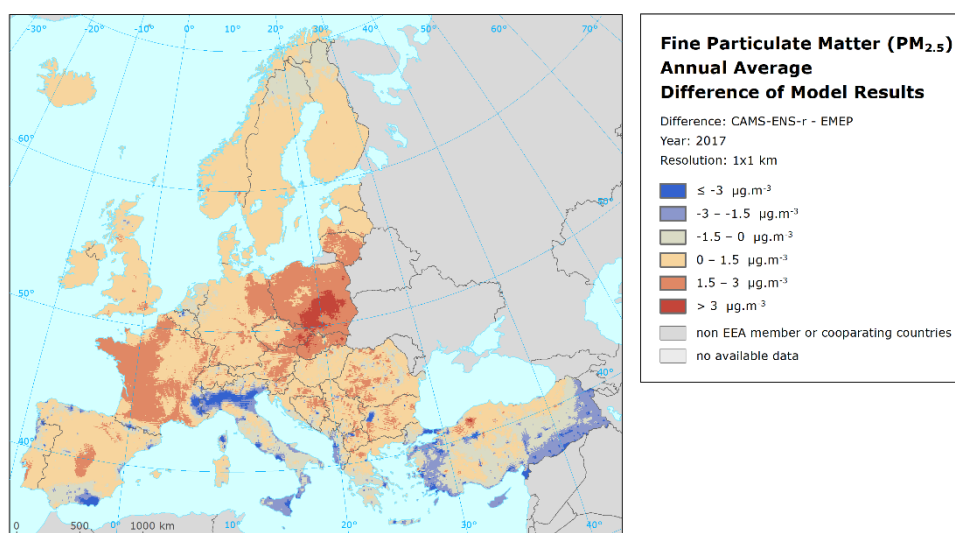 -30° -20° -10° 0° 10° 20° 30° 40° 50° 60° 70°
60°
50°
50°
40°
40°
0 500 1000 km
0° 10° 20° 30° 40°
Fine Particulate Matter (PM2.5)
Annual Average
Difference of Model Results
Difference: CAMS-ENS-r - EMEP
Year: 2017
Resolution: 1x1 km
≤ -3 µg.m-3
-3 – -1.5 µg.m-3
-1.5 – 0 µg.m-3
0 – 1.5 µg.m-3
1.5 – 3 µg.m-3
> 3 µg.m-3
non EEA member or cooparating countries
no available data